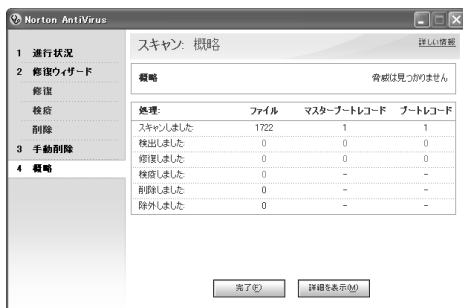 Norton AntiVirus
1 進行状況
2 修復ウィザード
修復
検疫
削除
3 手動削除
4 概略
スキャン: 概略
詳しい情報
概略 脅威は見つかりません
処理: ファイル マスターブートレコード ブートレコード
スキャンしました: 1722 1 1
検出しました: 0 0 0
修復しました: 0 0 0
検疫しました: 0 - -
削除しました: 0 - -
除外しました: 0 - -
完了(F) 詳細を表示(M)